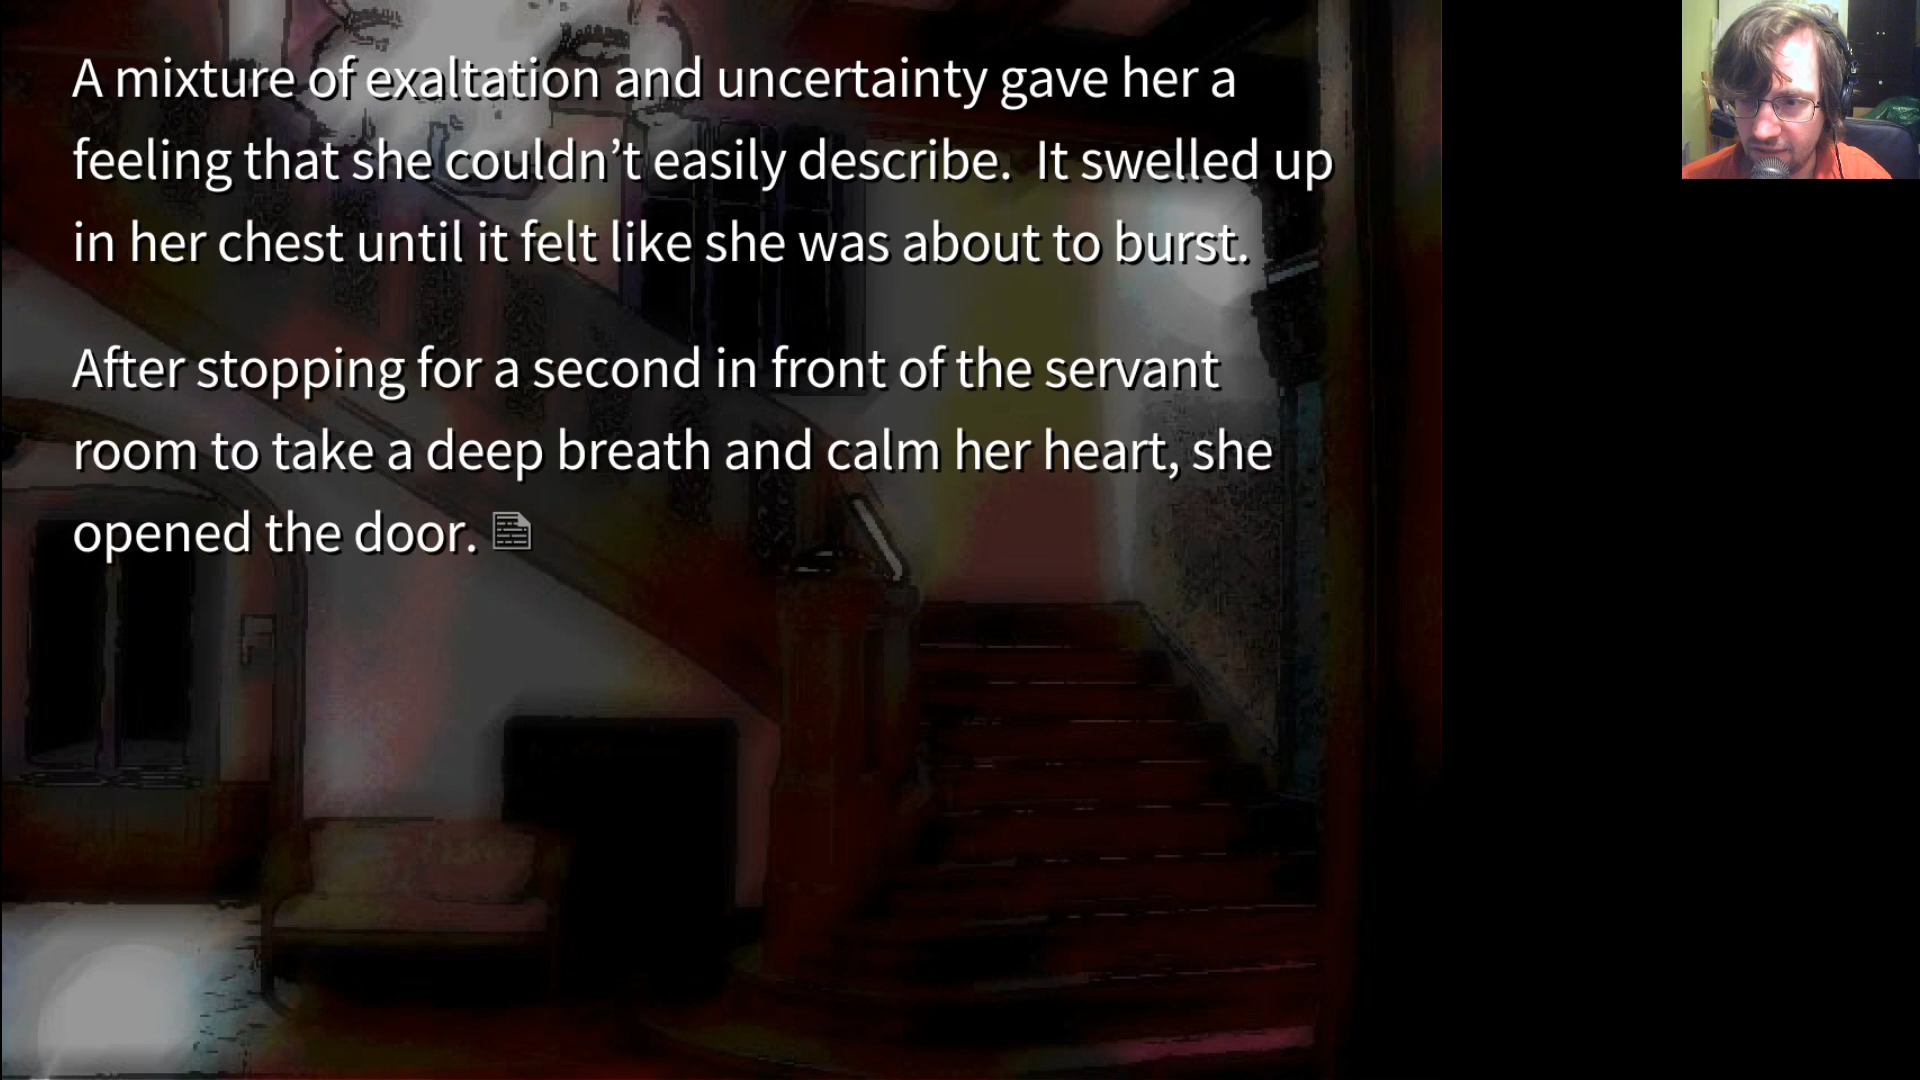 A mixture of exaltation and uncertainty gave her a
feeling that she couldn’t easily describe.  It swelled up
in her chest until it felt like she was about to burst.
After stopping for a second in front of the servant
room to take a deep breath and calm her heart, she
opened the door.